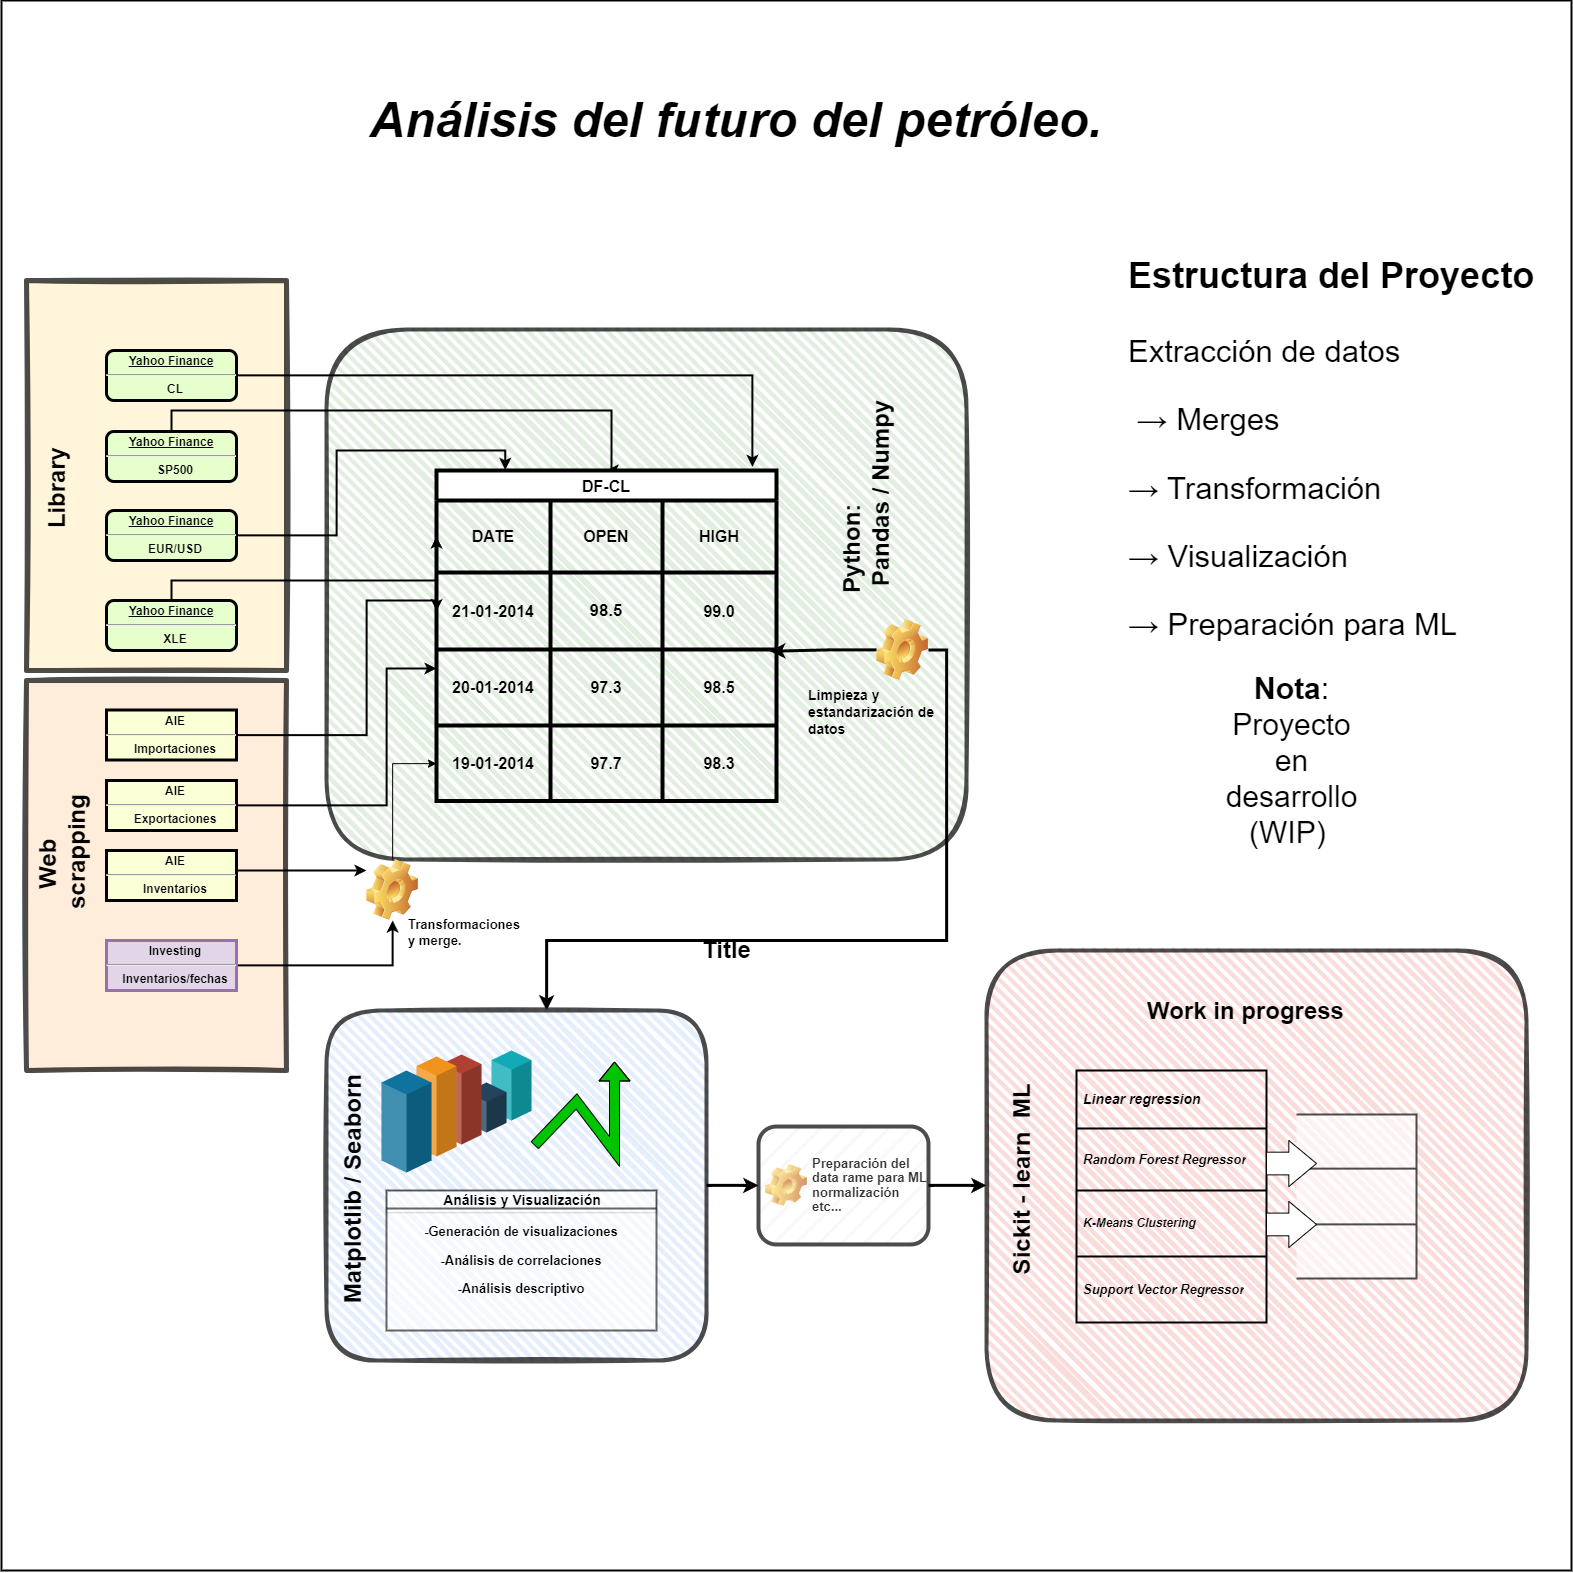 Análisis del futuro del petróleo.
Estructura del Proyecto
Extracción de datos
→ Merges
→ Transformación
→ Visualización
→ Preparación para ML
Nota:
Proyecto
en
desarrollo
(WIP)
Library
Yahoo Finance
CL
Yahoo Finance
SP500
Yahoo Finance
EUR/USD
Yahoo Finance
XLE
Web
scrapping
AIE
Importaciones
AIE
Exportaciones
AIE
Inventarios
Investing
Inventarios/fechas
Transformaciones
y merge.
DF-CL
DATE OPEN HIGH
21-01-2014 98.5 99.0
20-01-2014 97.3 98.5
19-01-2014 97.7 98.3
Python:
Pandas / Numpy
Limpieza y
estandarización de
datos
Title
Matplotlib / Seaborn
Análisis y Visualización
-Generación de visualizaciones
-Análisis de correlaciones
-Análisis descriptivo
Preparación del
data rame para ML
normalización
etc...
Work in progress
Sickit - learn ML
Linear regression
Random Forest Regressor
K-Means Clustering
Support Vector Regressor